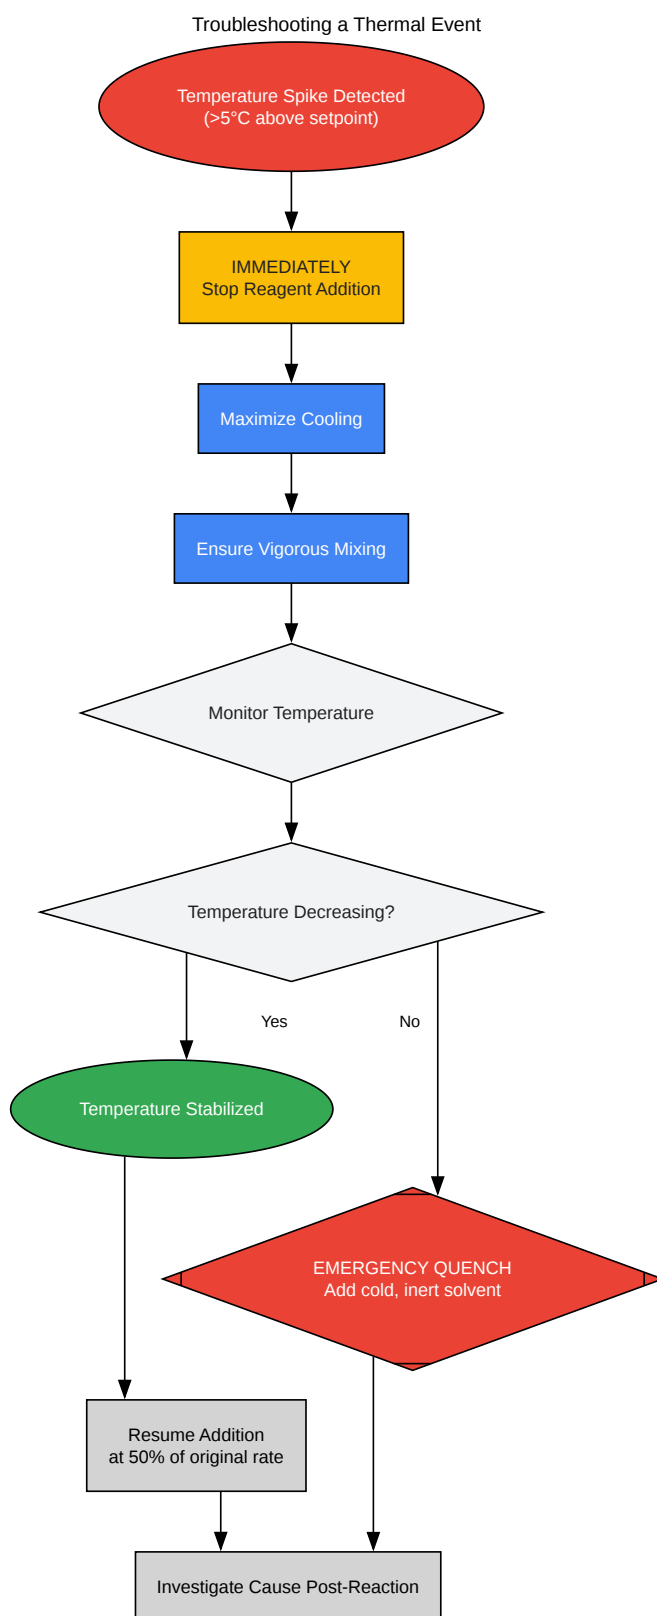 Troubleshooting a Thermal Event
Temperature Spike Detected
(>5°C above setpoint)
IMMEDIATELY
Stop Reagent Addition
Maximize Cooling
Ensure Vigorous Mixing
Monitor Temperature
Temperature Decreasing?
Yes
No
Temperature Stabilized
EMERGENCY QUENCH
Add cold, inert solvent
Resume Addition
at 50% of original rate
Investigate Cause Post-Reaction